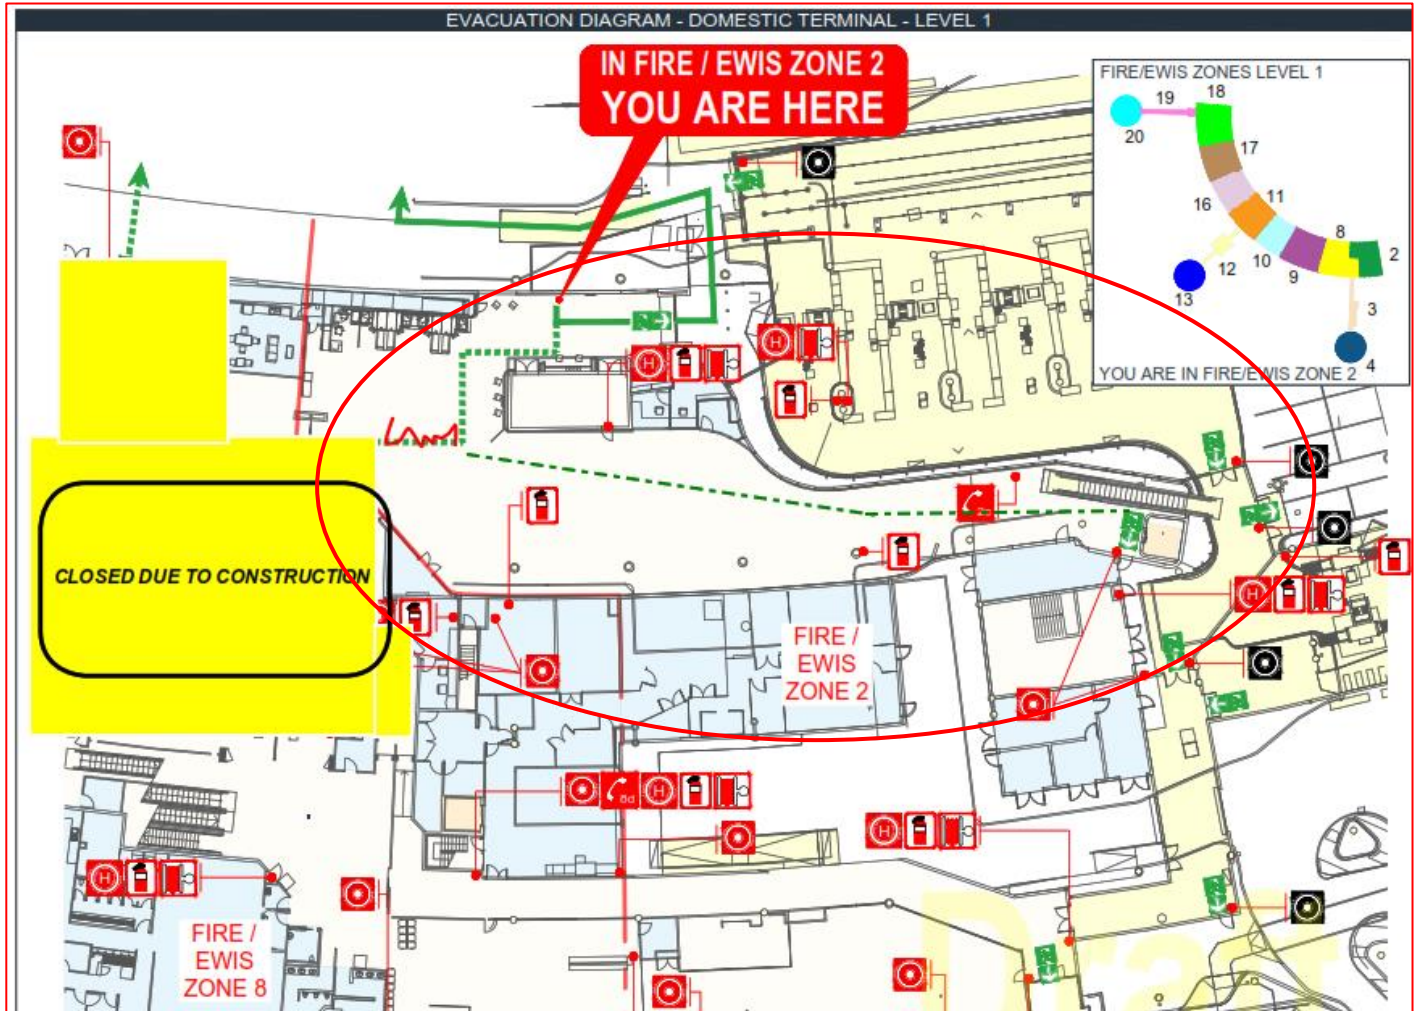 EVACUATION DIAGRAM - DOMESTIC TERMINAL - LEVEL 1
IN FIRE / EWIS ZONE 2
YOU ARE HERE
FIRE/EWIS ZONES LEVEL 1
18
19
20
17
16
11
8
2
12
10
9
13
3
4
YOU ARE IN FIRE/EWIS ZONE 2
H
H
CLOSED DUE TO CONSTRUCTION
H
FIRE /
EWIS
ZONE 2
H
H
H
FIRE /
EWIS
ZONE 8
Draft